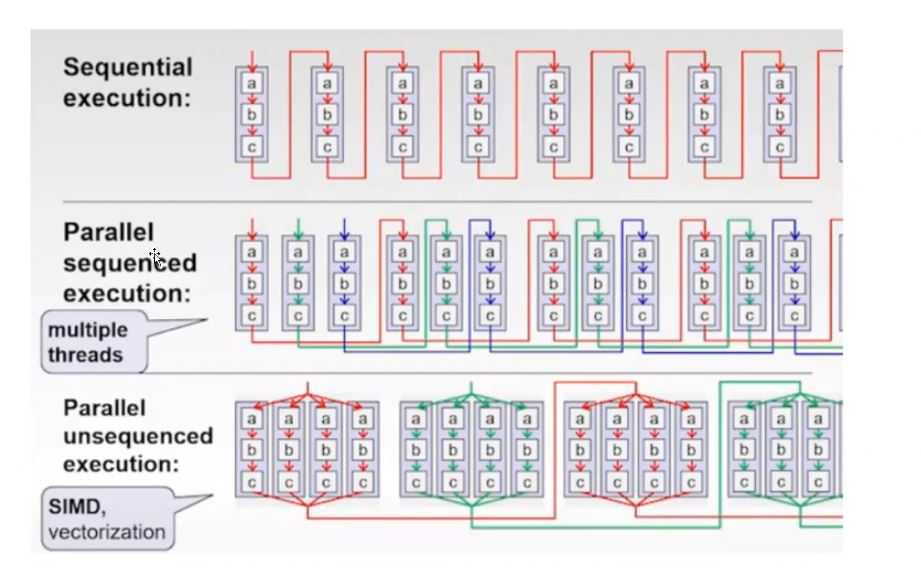 Sequential
execution:
a a a a a a a a
b b b b b b b b
c c c c c c c c
Parallel
sequenced
execution:
multiple
threads
a a a a a a a a a a a a
b b b b b b b b b b b b
c c c c c c c c c c c c
Parallel
unsequenced
execution:
SIMD,
vectorization
a a a a a a a a a a a a a a a
b b b b b b b b b b b b b b b
c c c c c c c c c c c c c c c